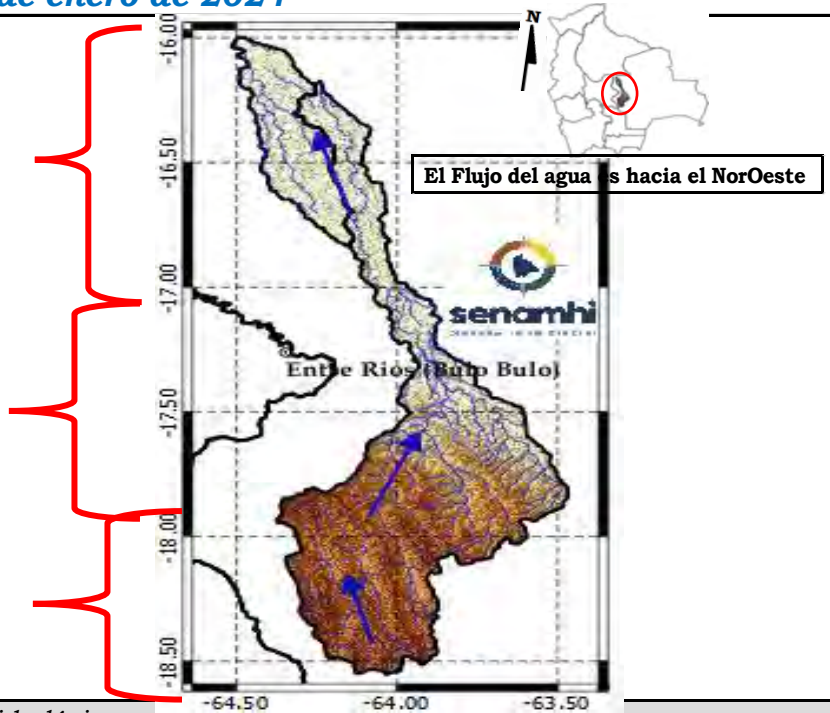 de enero de 2024
N
El Flujo del agua es hacia el NorOeste
-16.00
-16.50
-17.00
senamhi
Entre Rios (Bulo Bulo)
-17.50
-18.00
-18.50
-64.50 -64.00 -63.50